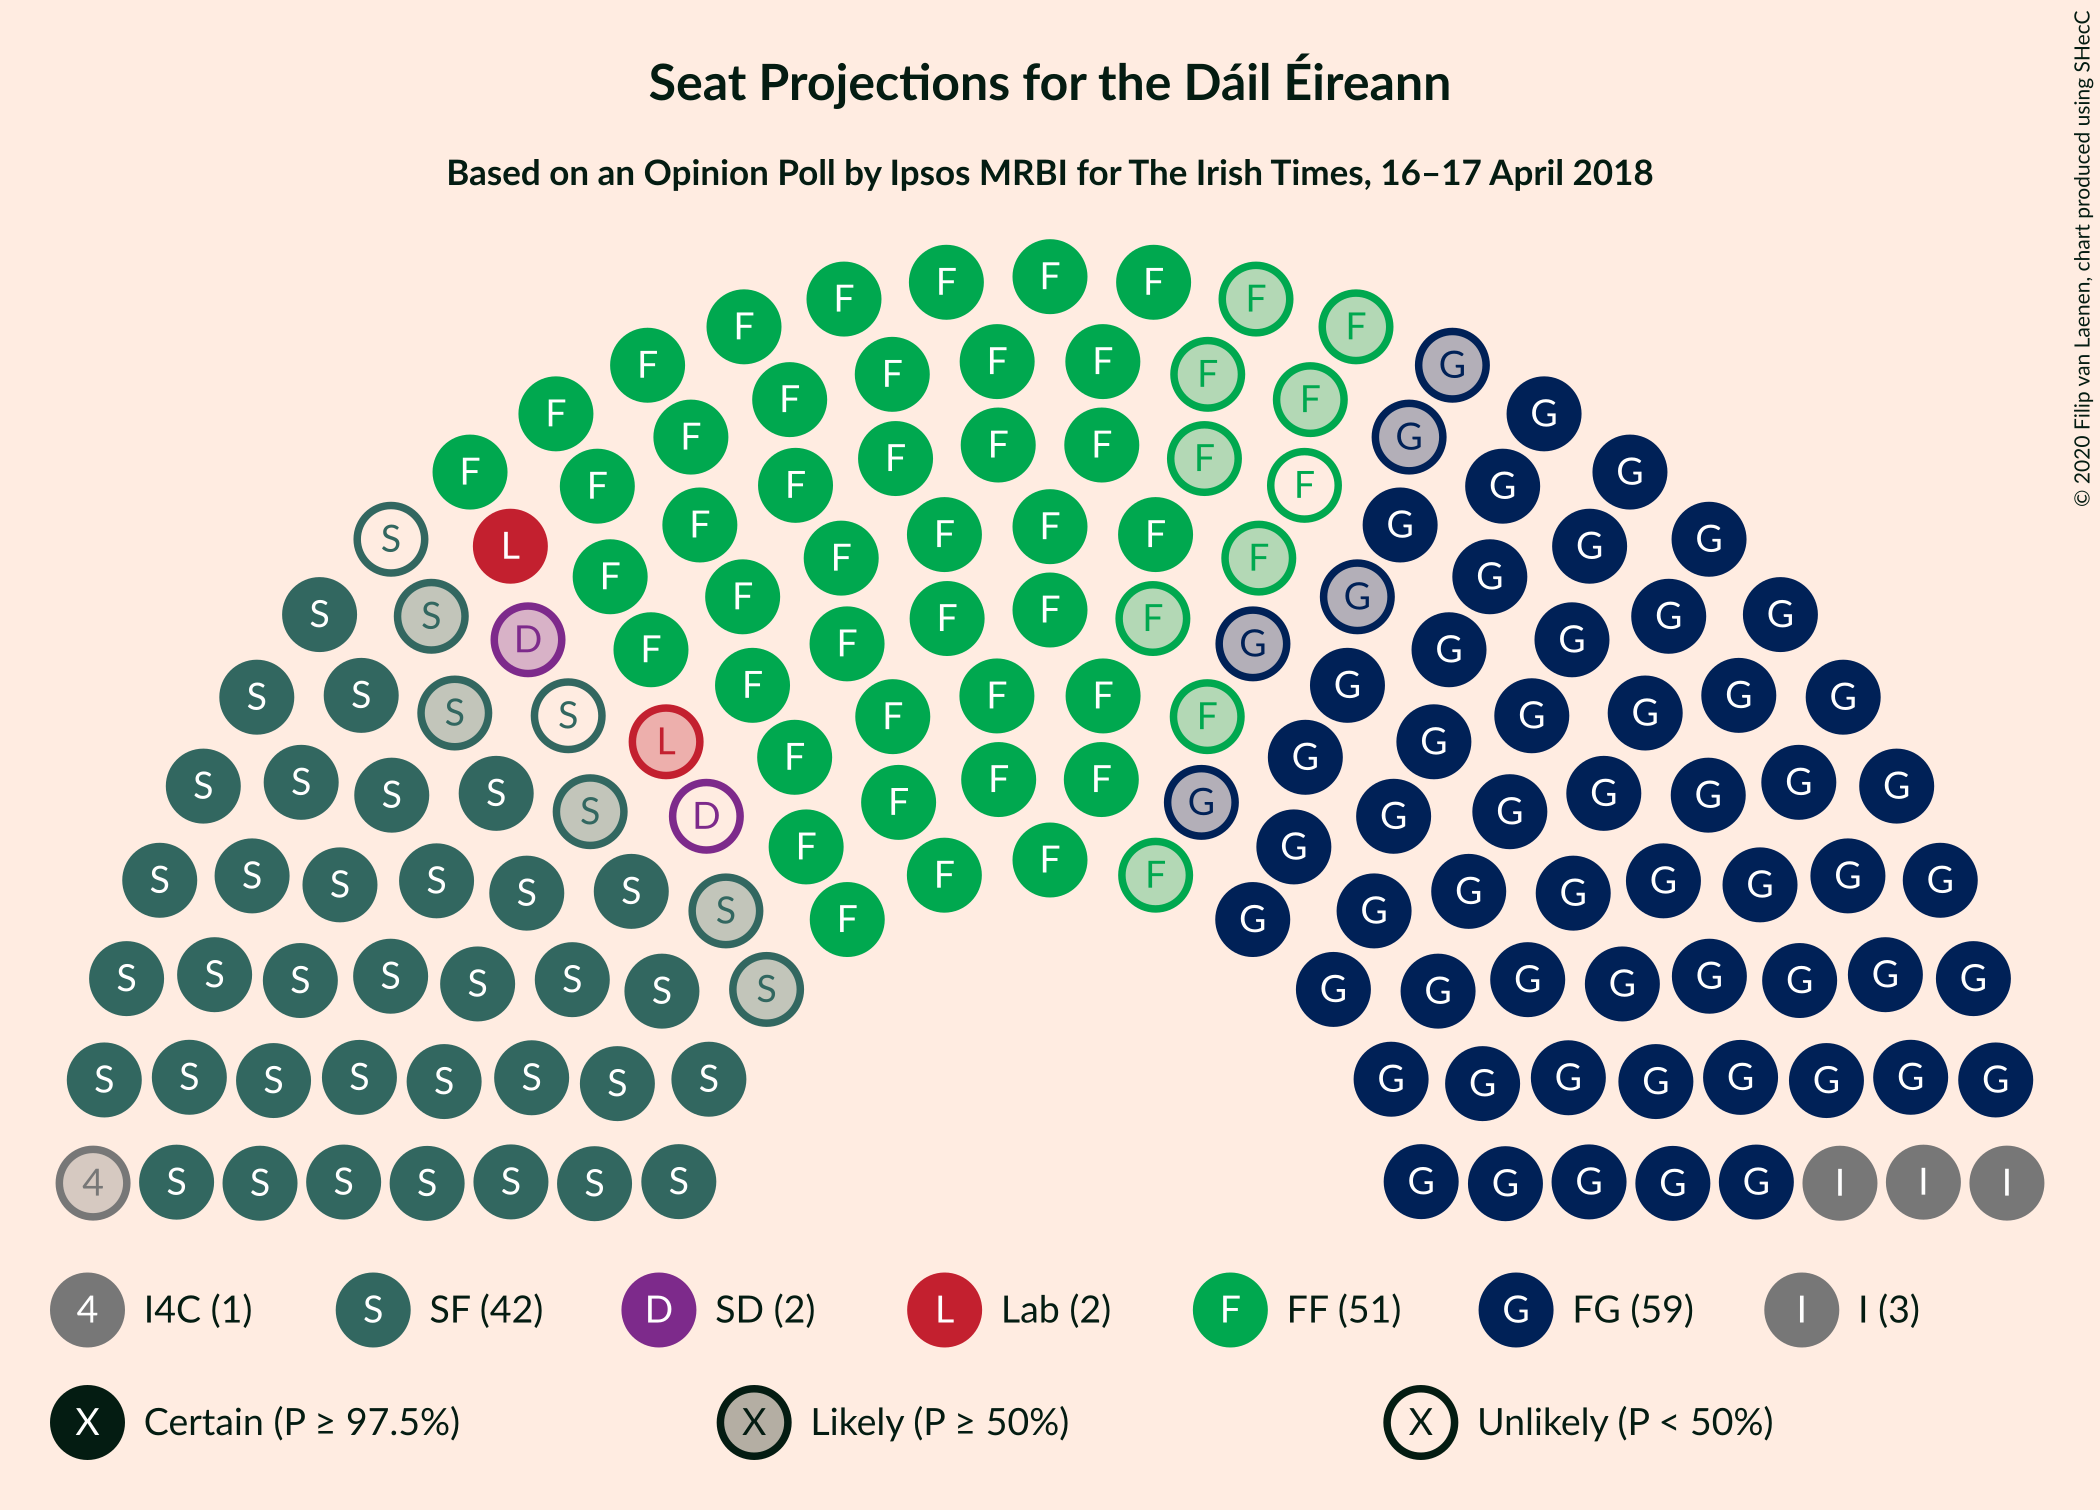 Seat Projections for the Dáil Éireann
Based on an Opinion Poll by Ipsos MRBI for The Irish Times, 16–17 April 2018
© 2020 Filip van Laenen, chart produced using SHecC
F F F
F F F F
F F G
F F F F F F
F G G
F F F F F F
F G G
S F F F F F
F G G G
S L F F F F F
F G G G G
S S D F F F F
F G G G G G
S S S S L F F F F
F G G G G G G
S S S S S D F F F F
G G G G G G G G
S S S S S S S F F F F
F G G G G G G G G
S S S S S S S S
G G G G G G G G
S S S S S S S S
G G G G G G G G
4 S S S S S S S
G G G G G I I I
4 I4C (1) S SF (42) D SD (2) L Lab (2) F FF (51) G FG (59) I I (3)
X Certain (P ≥ 97.5%) X Likely (P ≥ 50%) X Unlikely (P < 50%)